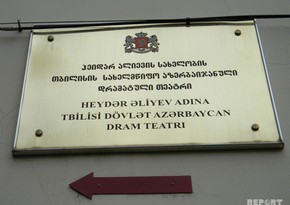 ჰეიდარ ალიევის სახელობის
თბილისის სახელმწიფო აზერბაიჯანული
დრამატული თეატრი
HEYDƏR ƏLİYEV ADINA
TBİLİSİ DÖVLƏT AZƏRBAYCAN
DRAM TEATRI
REPORT